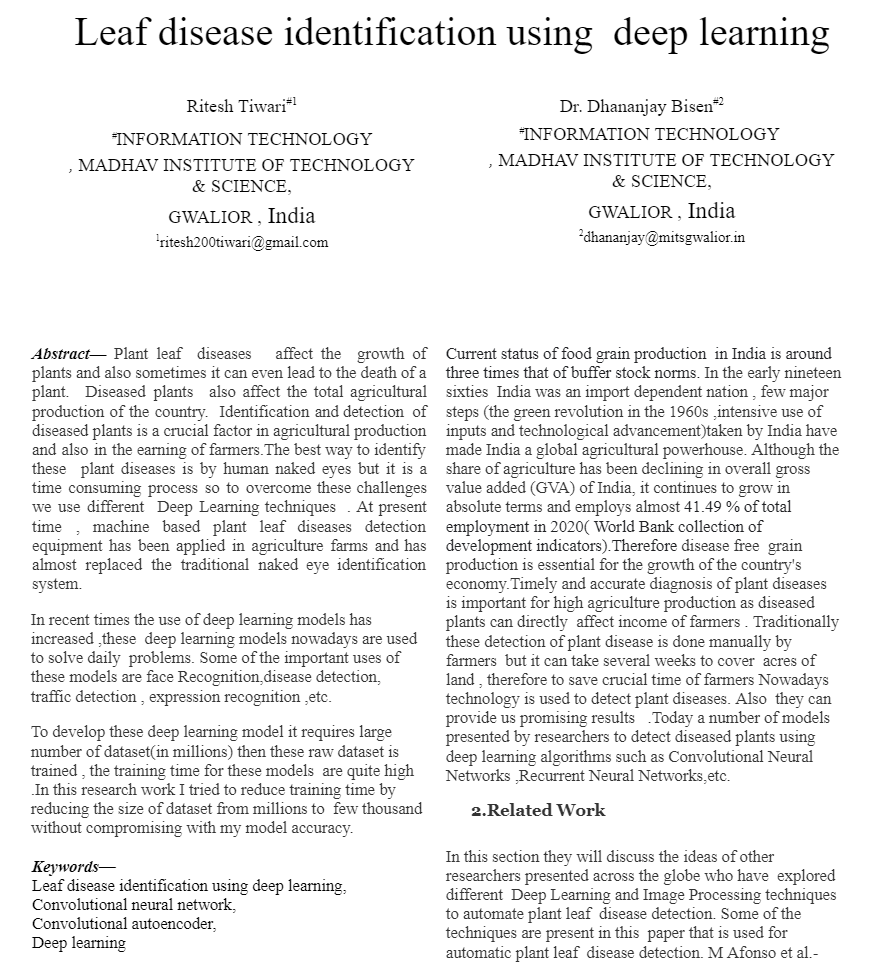 Leaf disease identification using  deep learning
Ritesh Tiwari#1
#INFORMATION TECHNOLOGY
, MADHAV INSTITUTE OF TECHNOLOGY
& SCIENCE,
GWALIOR , India
1ritesh200tiwari@gmail.com
Dr. Dhananjay Bisen#2
#INFORMATION TECHNOLOGY
, MADHAV INSTITUTE OF TECHNOLOGY
& SCIENCE,
GWALIOR , India
2dhananjay@mitsgwalior.in
Abstract— Plant leaf diseases  affect the growth of
plants and also sometimes it can even lead to the death of a
plant.  Diseased plants  also affect the total agricultural
production of the country.  Identification and detection of
diseased plants is a crucial factor in agricultural production
and also in the earning of farmers.The best way to identify
these  plant diseases is by human naked eyes but it is a
time consuming process so to overcome these challenges
we use different  Deep Learning techniques  . At present
time , machine based plant leaf diseases detection
equipment has been applied in agriculture farms and has
almost replaced the traditional naked eye identification
system.
In recent times the use of deep learning models has
increased ,these  deep learning models nowadays are used
to solve daily  problems. Some of the important uses of
these models are face Recognition,disease detection,
traffic detection , expression recognition ,etc.
To develop these deep learning model it requires large
number of dataset(in millions) then these raw dataset is
trained , the training time for these models  are quite high
.In this research work I tried to reduce training time by
reducing the size of dataset from millions to  few thousand
without compromising with my model accuracy.
Keywords—
Leaf disease identification using deep learning,
Convolutional neural network,
Convolutional autoencoder,
Deep learning
Current status of food grain production  in India is around
three times that of buffer stock norms. In the early nineteen
sixties  India was an import dependent nation , few major
steps (the green revolution in the 1960s ,intensive use of
inputs and technological advancement)taken by India have
made India a global agricultural powerhouse. Although the
share of agriculture has been declining in overall gross
value added (GVA) of India, it continues to grow in
absolute terms and employs almost 41.49 % of total
employment in 2020( World Bank collection of
development indicators).Therefore disease free  grain
production is essential for the growth of the country's
economy.Timely and accurate diagnosis of plant diseases
is important for high agriculture production as diseased
plants can directly  affect income of farmers . Traditionally
these detection of plant disease is done manually by
farmers  but it can take several weeks to cover  acres of
land , therefore to save crucial time of farmers Nowadays
technology is used to detect plant diseases. Also  they can
provide us promising results   .Today a number of models
presented by researchers to detect diseased plants using
deep learning algorithms such as Convolutional Neural
Networks ,Recurrent Neural Networks,etc.
2.Related Work
In this section they will discuss the ideas of other
researchers presented across the globe who have  explored
different  Deep Learning and Image Processing techniques
to automate plant leaf  disease detection. Some of the
techniques are present in this  paper that is used for
automatic plant leaf  disease detection. M Afonso et al.-